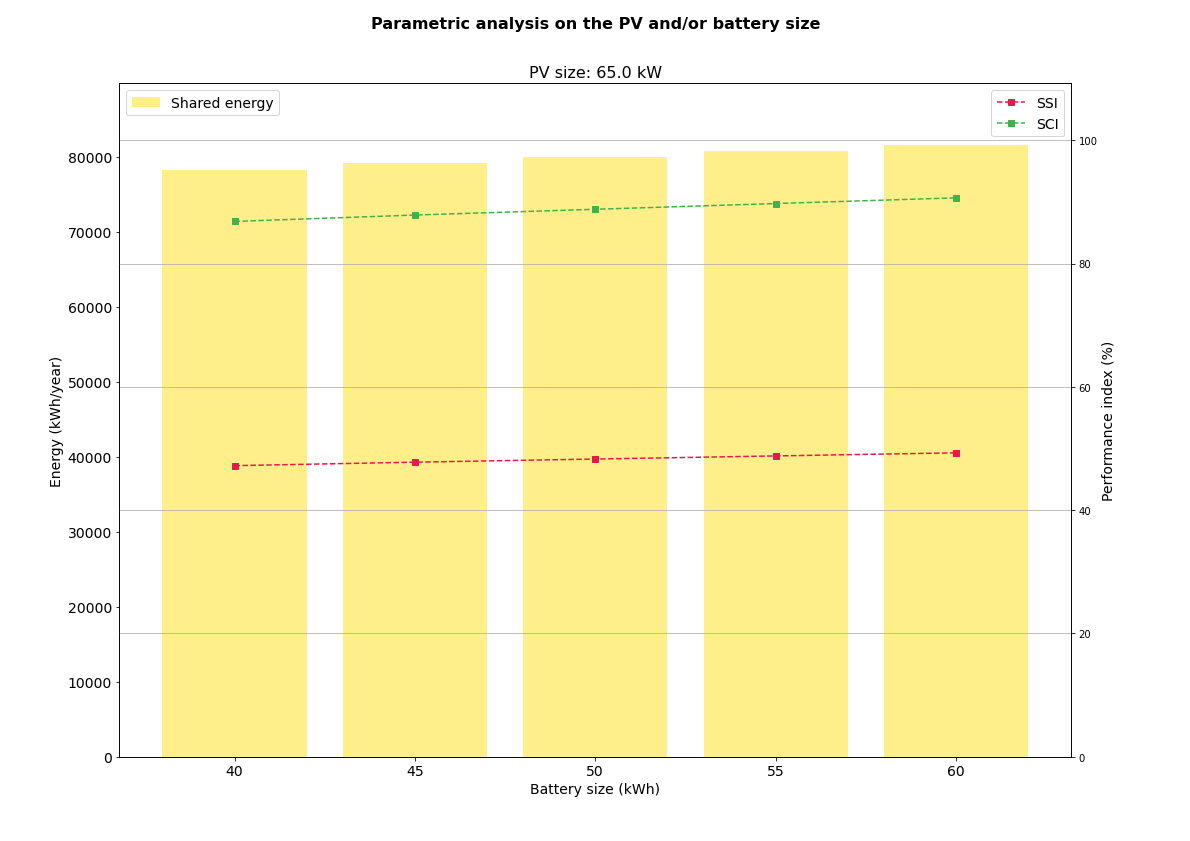 Parametric analysis on the PV and/or battery size
PV size: 65.0 kW
Shared energy
SSI
SCI
80000
70000
60000
50000
40000
30000
20000
10000
0
Energy (kWh/year)
100
80
60
40
20
0
Performance index (%)
40 45 50 55 60
Battery size (kWh)